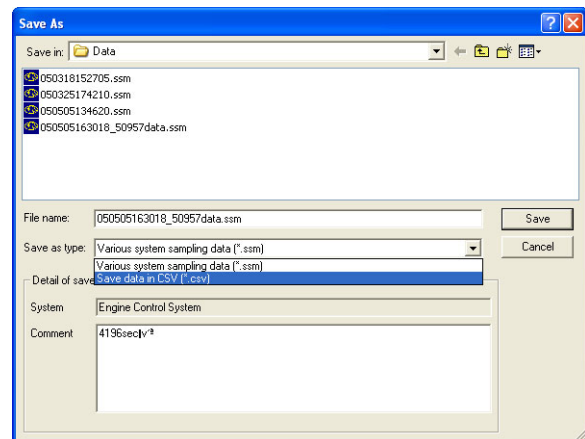 Save As
Save in: Data
050318152705.ssm
050325174210.ssm
050505134620.ssm
050505163018_50957data.ssm
File name: 050505163018_50957data.ssm Save
Save as type: Various system sampling data (*.ssm) Cancel
Various system sampling data (*.ssm)
Save data in CSV (*.csv)
Detail of save
System Engine Control System
Comment 4196sec